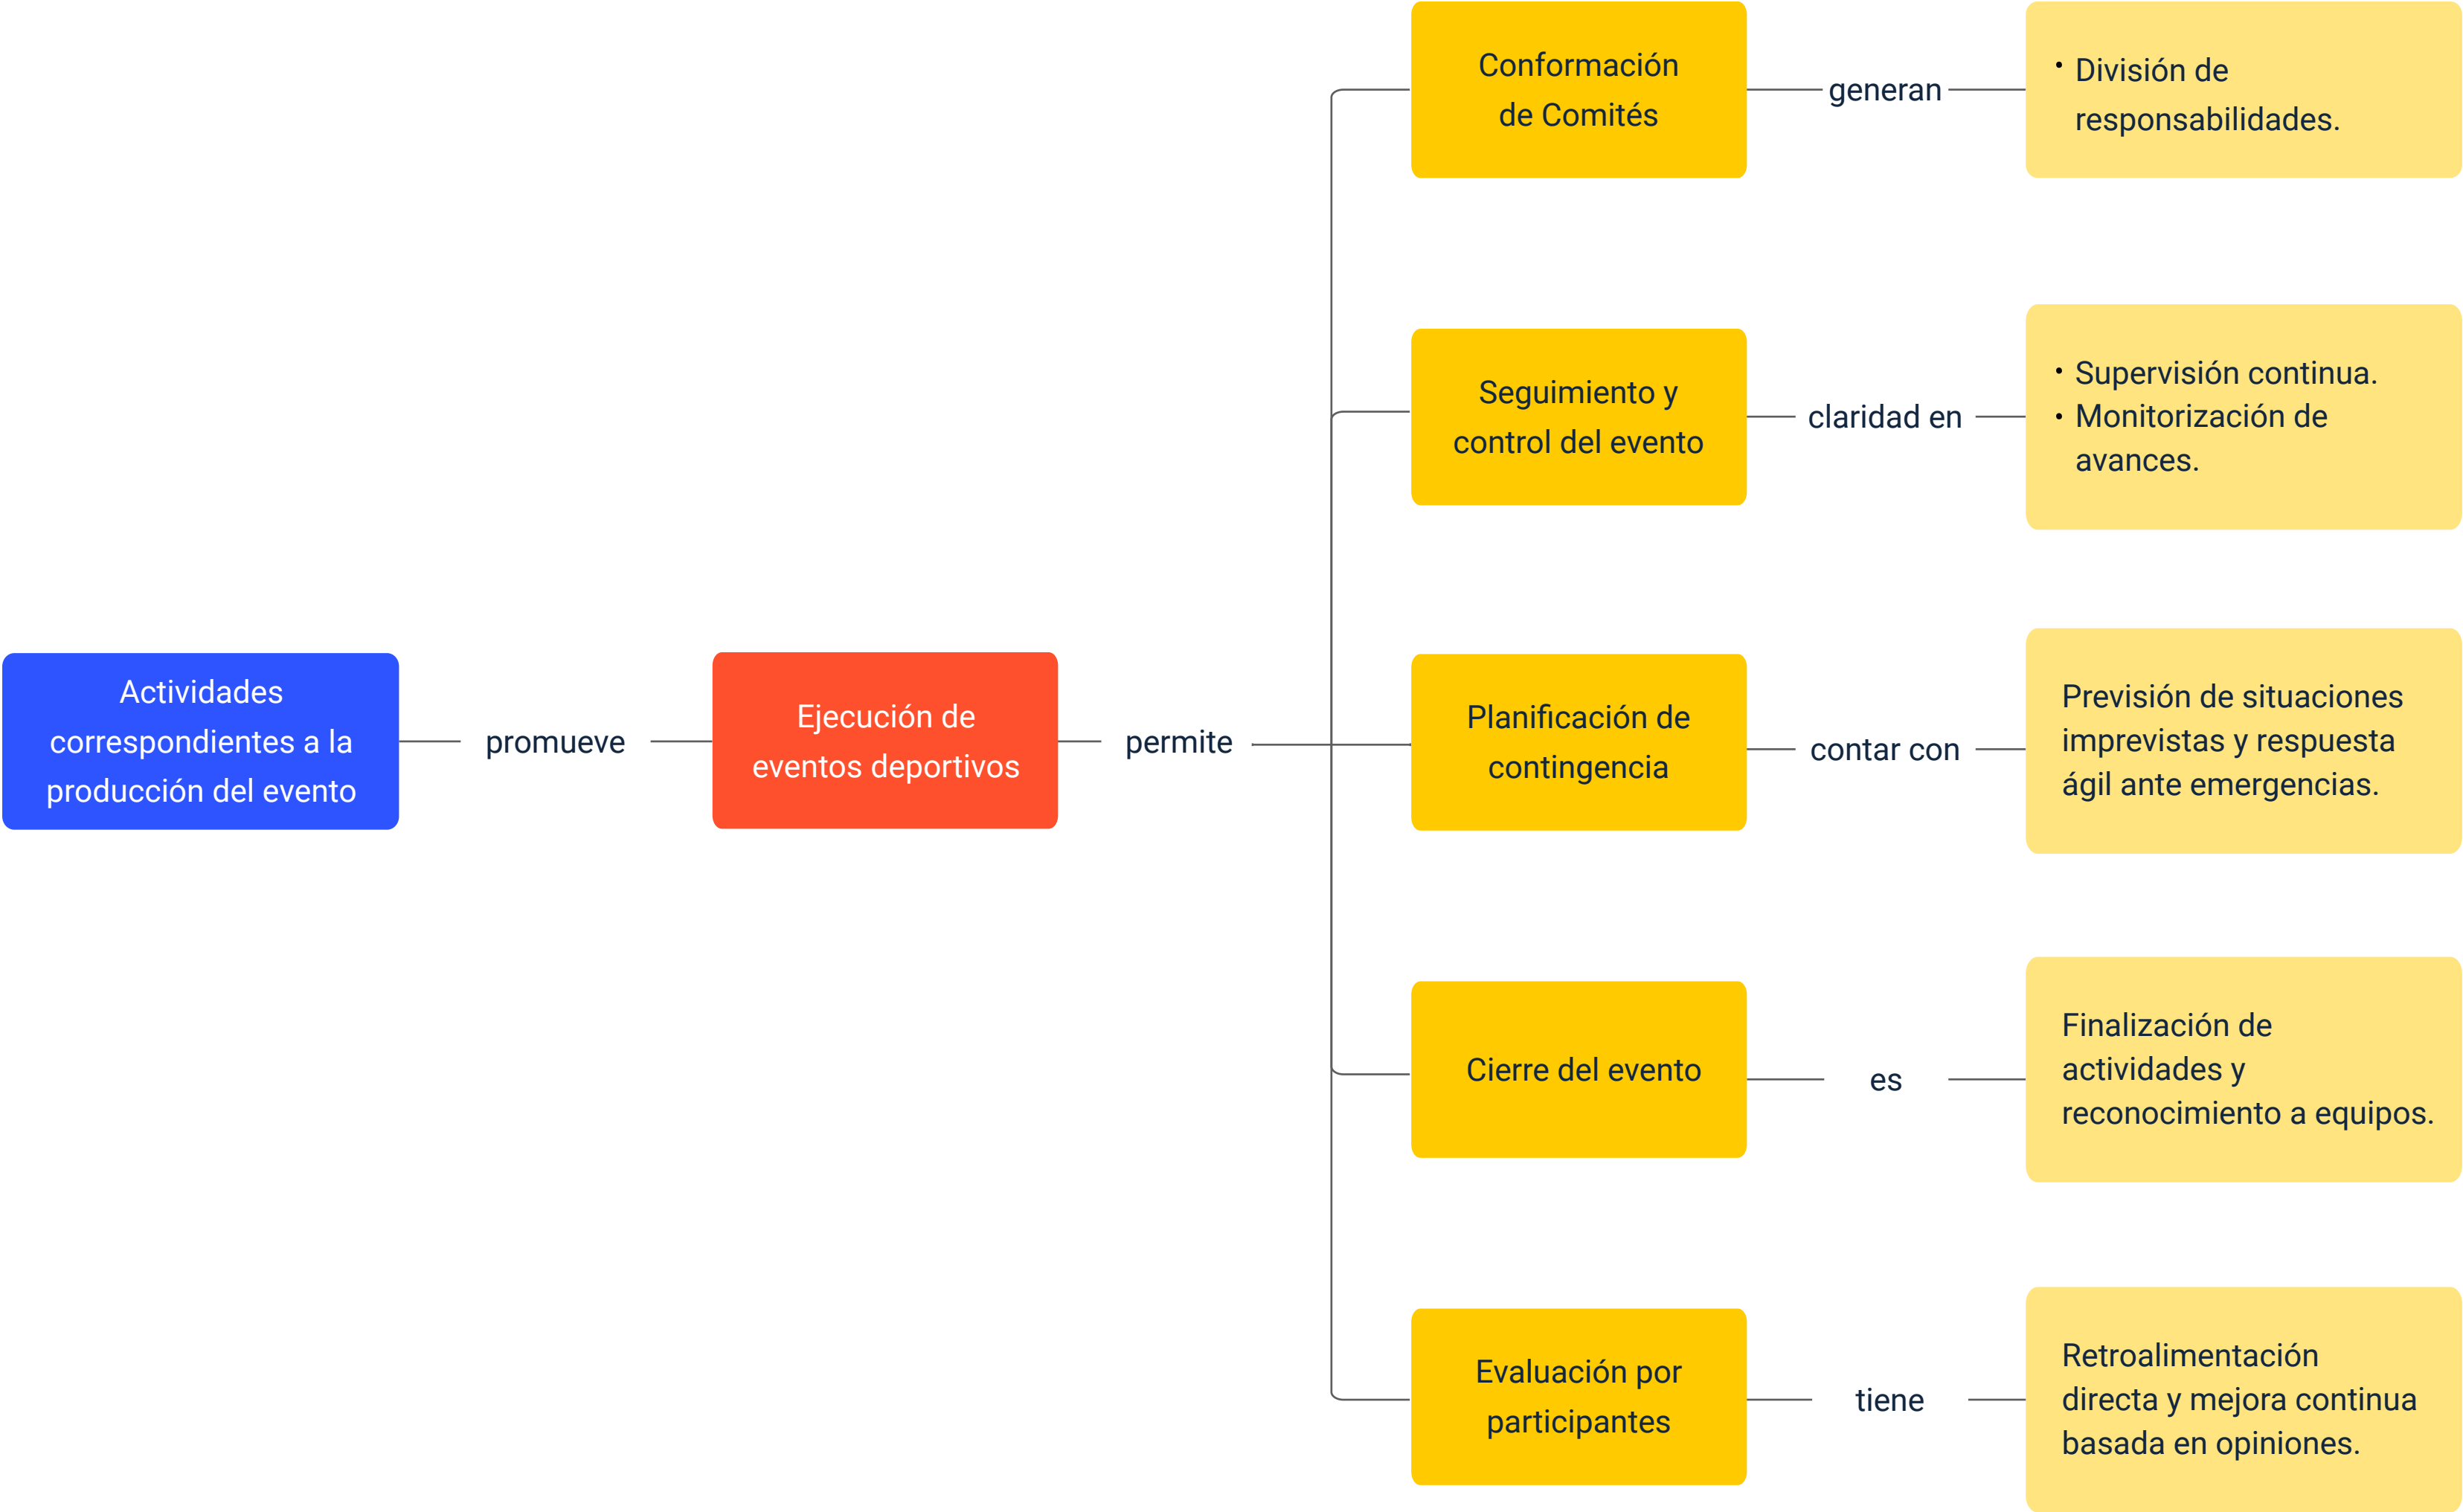 Actividades
correspondientes a la
producción del evento
promueve
Ejecución de
eventos deportivos
permite
Conformación
de Comités
generan
• División de
responsabilidades.
Seguimiento y
control del evento
claridad en
• Supervisión continua.
• Monitorización de
avances.
Planificación de
contingencia
contar con
Previsión de situaciones
imprevistas y respuesta
ágil ante emergencias.
Cierre del evento
es
Finalización de
actividades y
reconocimiento a equipos.
Evaluación por
participantes
tiene
Retroalimentación
directa y mejora continua
basada en opiniones.